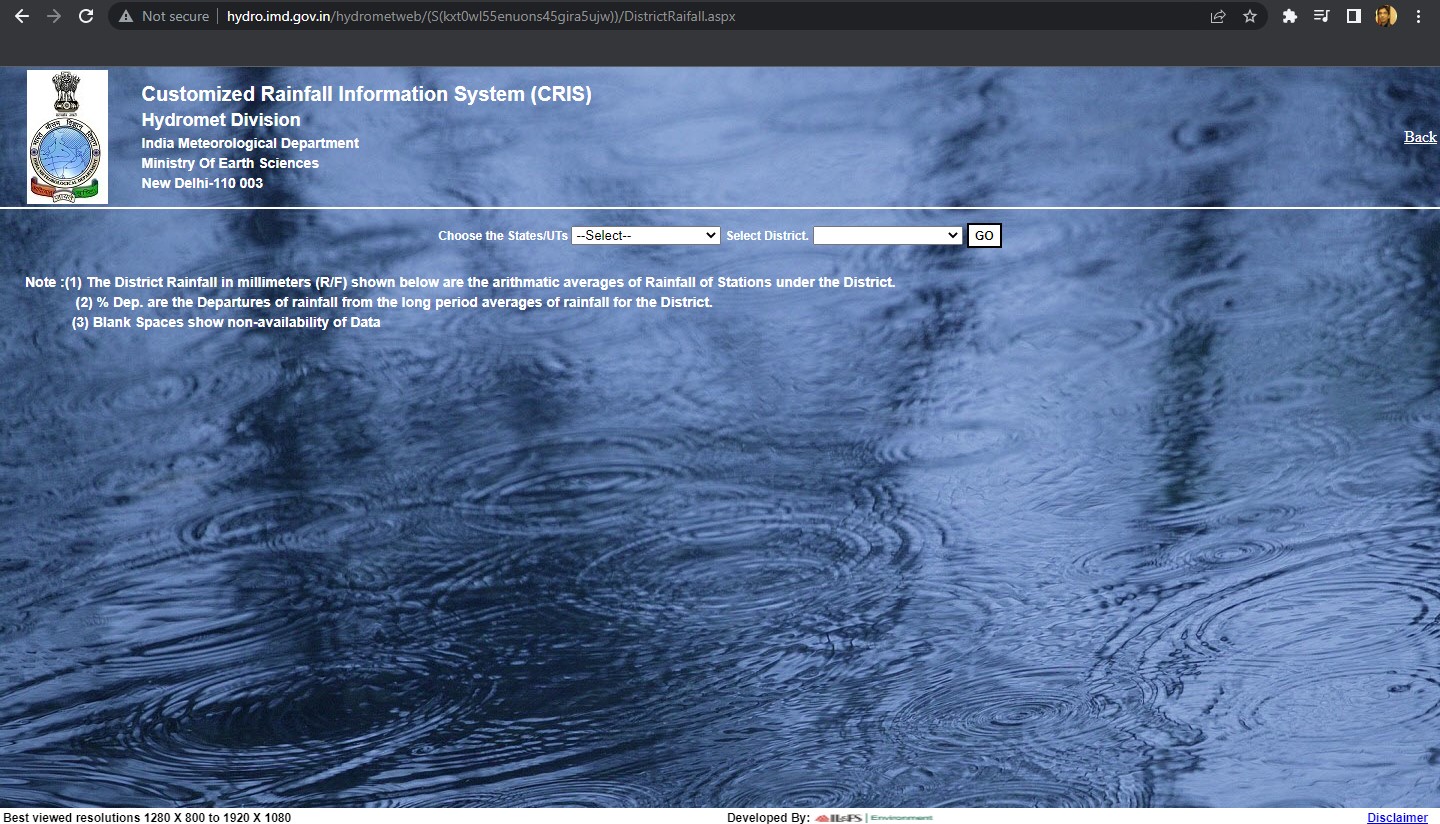 Not secure | hydro.imd.gov.in/hydrometweb/(S(kxt0wl55enuons45gira5ujw))/DistrictRaifall.aspx
Customized Rainfall Information System (CRIS)
Hydromet Division
India Meteorological Department
Ministry Of Earth Sciences
New Delhi-110 003
Back
Choose the States/UTs --Select-- Select District. GO
Note :(1) The District Rainfall in millimeters (R/F) shown below are the arithmatic averages of Rainfall of Stations under the District.
(2) % Dep. are the Departures of rainfall from the long period averages of rainfall for the District.
(3) Blank Spaces show non-availability of Data
Best viewed resolutions 1280 X 800 to 1920 X 1080
Developed By: IL&FS | Environment
Disclaimer